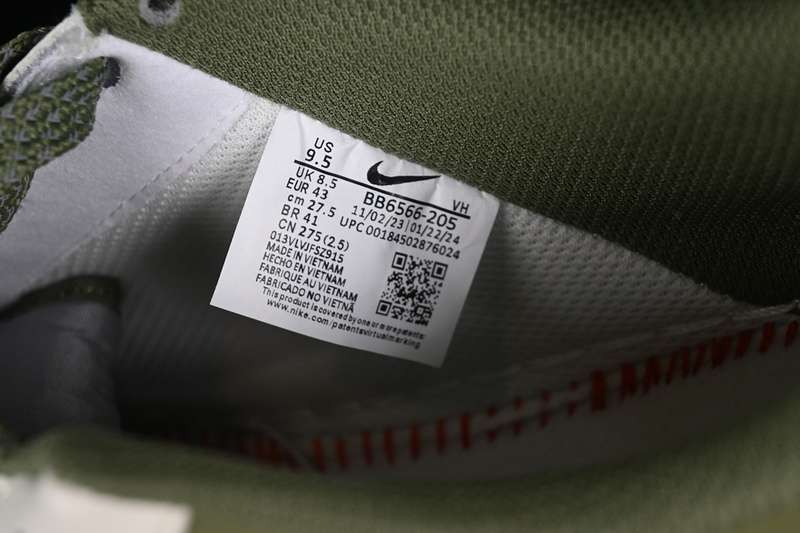 US
9.5
UK 8.5
EUR 43
cm 27.5
BR 41
CN 275 (2.5)
VH
BB6566-205
11/02/23 | 01/22/24
UPC 00184502876024
013VLVJFSZ915
MADE IN VIETNAM
HECHO EN VIETNAM
FABRIQUE AU VIETNAM
FABRICADO NO VIETNÃ
This product is covered by one or more patents:
www.nike.com/patentsvirtualmarking